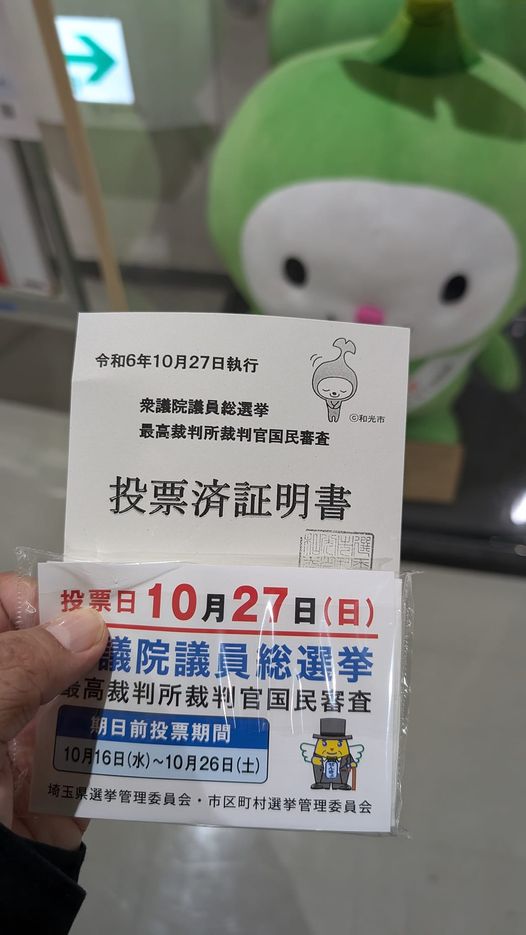 令和6年10月27日執行
衆議院議員総選挙
最高裁判所裁判官国民審査
©和光市
投票済証明書
投票日10月27日(日)
議院議員総選挙
最高裁判所裁判官国民審査
期日前投票期間
10月16日(水)~10月26日(土)
埼玉県選挙管理委員会・市区町村選挙管理委員会